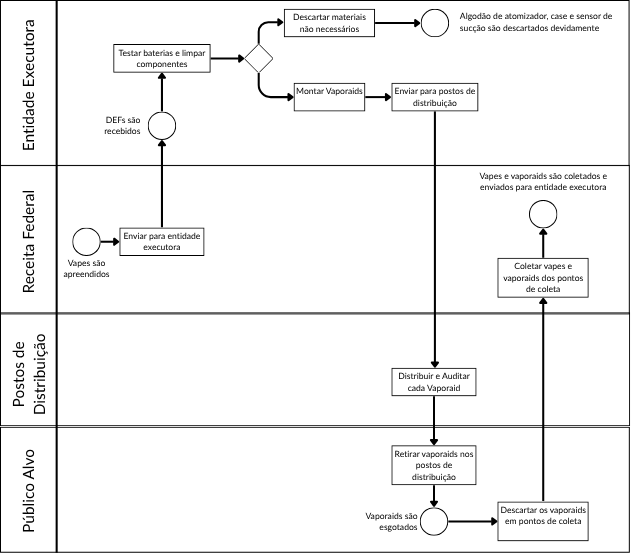 Entidade Executora
Descartar materiais
não necessários
Algodão de atomizador, case e sensor de
sucção são descartados devidamente
Testar baterias e limpar
componentes
Montar Vaporaids
Enviar para postos de
distribuição
DEFs são
recebidos
Receita Federal
Vapes e vaporaids são coletados e
enviados para entidade executora
Enviar para entidade
executora
Vapes são
apreendidos
Coletar vapes e
vaporaids dos pontos
de coleta
Postos de
Distribuição
Distribuir e Auditar
cada Vaporaid
Público Alvo
Retirar vaporaids nos
postos de
distribuição
Vaporaids são
esgotados
Descartar os vaporaids
em pontos de coleta